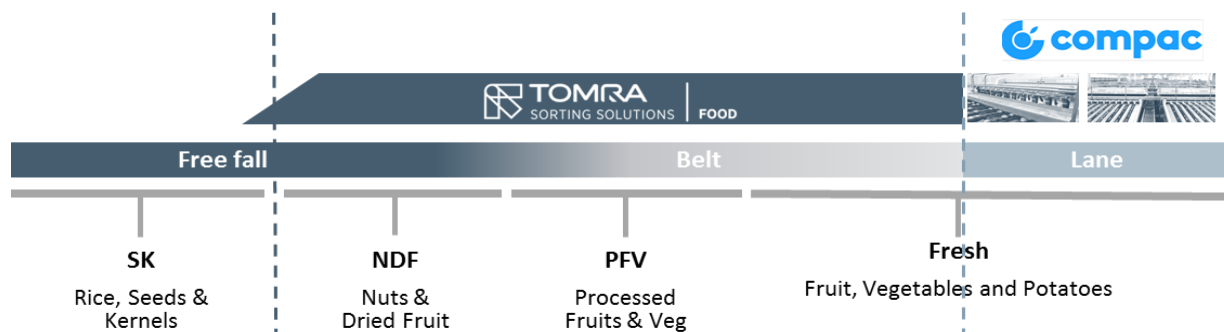 compac
TOMRA
SORTING SOLUTIONS | FOOD
Free fall
Belt
Lane
SK
Rice, Seeds &
Kernels
NDF
Nuts &
Dried Fruit
PFV
Processed
Fruits & Veg
Fresh
Fruit, Vegetables and Potatoes